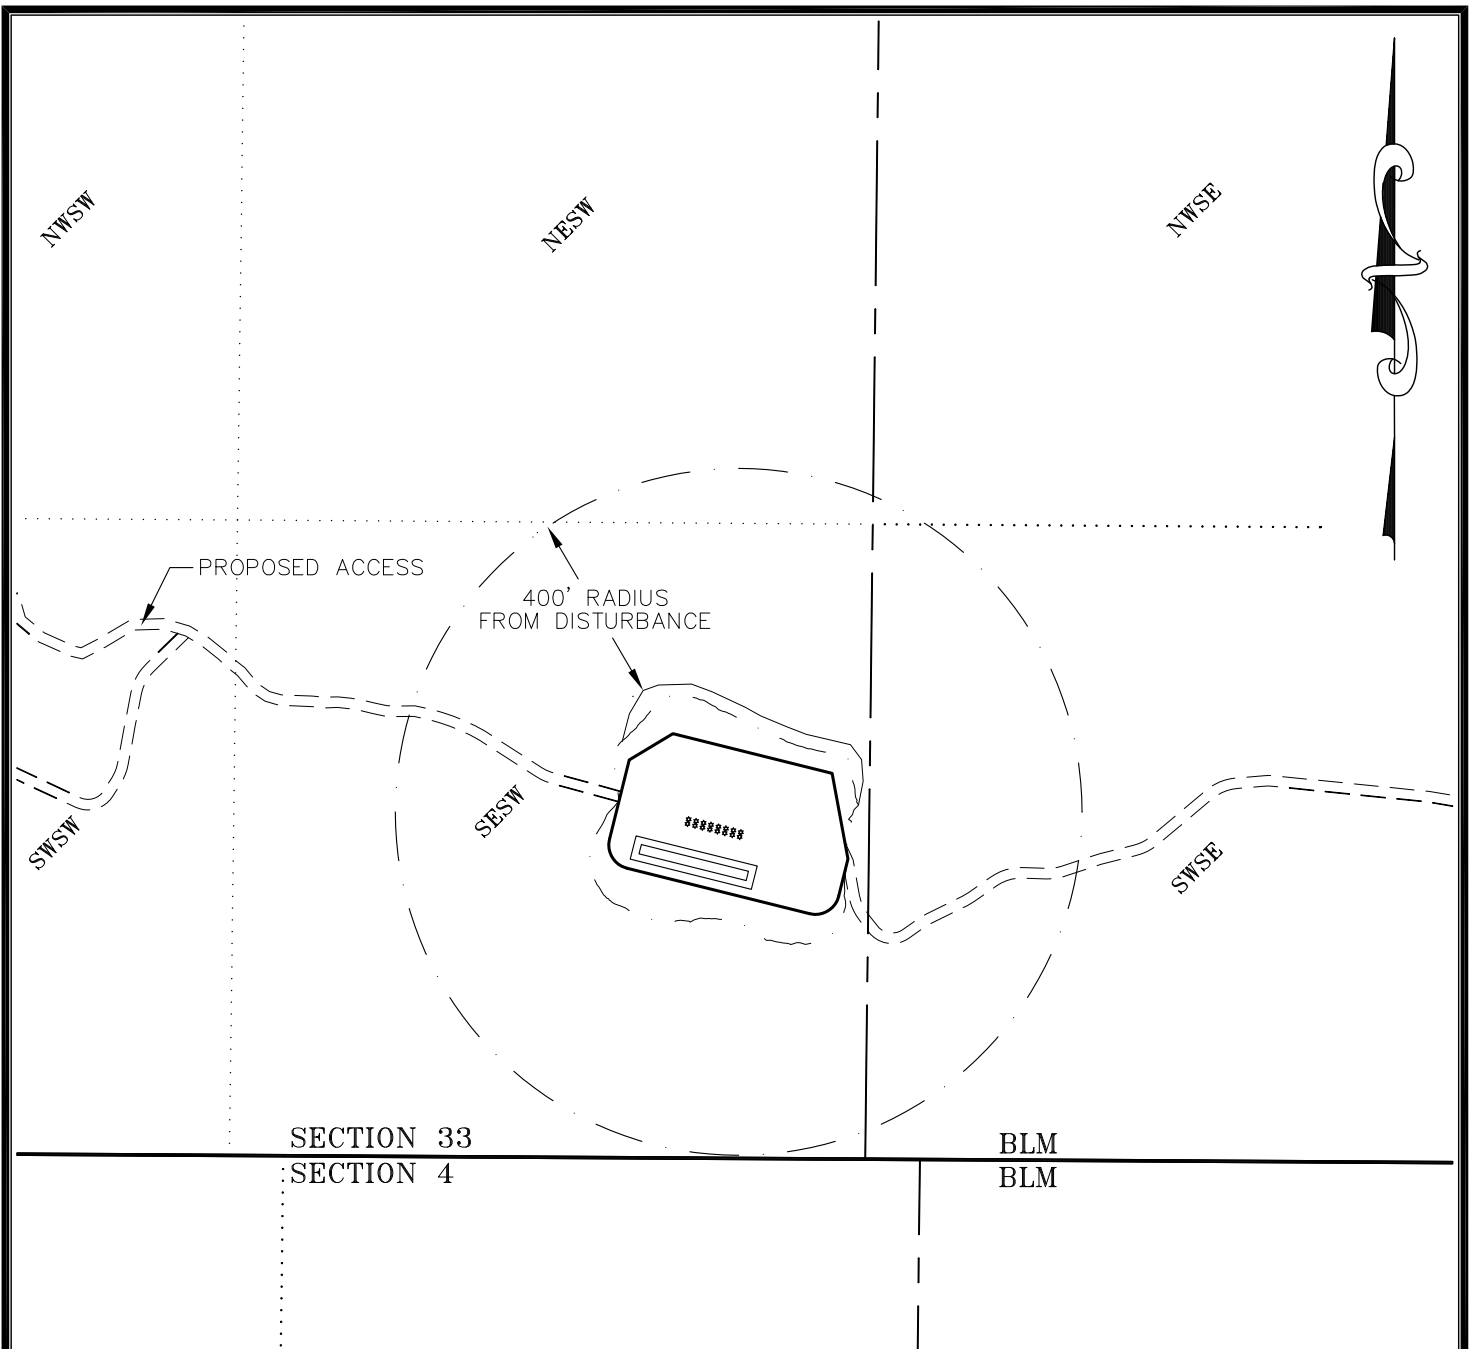 NWSW
NESW
NWSE
PROPOSED ACCESS
400' RADIUS
FROM DISTURBANCE
SWSW
SESW
SWSE
SECTION 33
BLM
SECTION 4
BLM